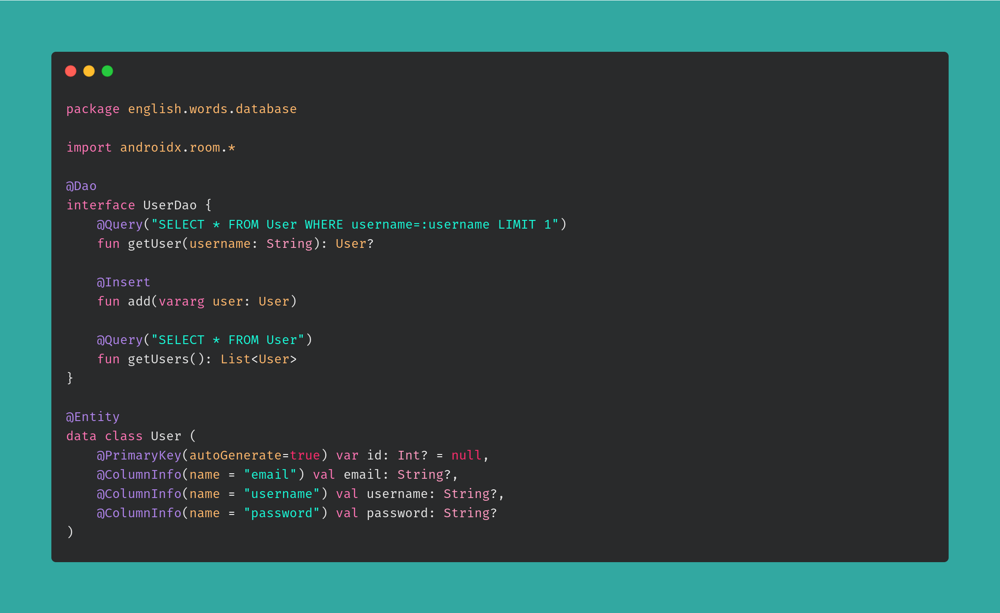 package english.words.database

import androidx.room.*

@Dao
interface UserDao {
    @Query("SELECT * FROM User WHERE username=:username LIMIT 1")
    fun getUser(username: String): User?

    @Insert
    fun add(vararg user: User)

    @Query("SELECT * FROM User")
    fun getUsers(): List<User>
}

@Entity
data class User (
    @PrimaryKey(autoGenerate=true) var id: Int? = null,
    @ColumnInfo(name = "email") val email: String?,
    @ColumnInfo(name = "username") val username: String?,
    @ColumnInfo(name = "password") val password: String?
)